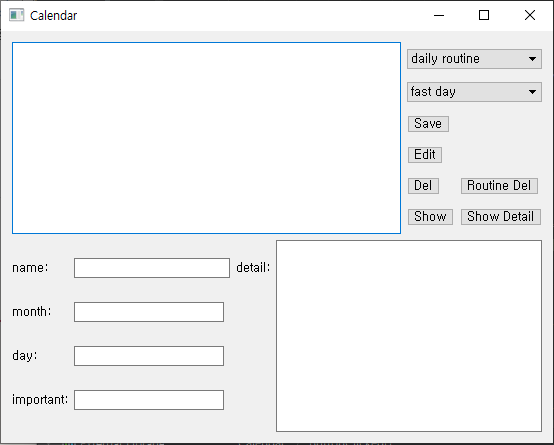 Calendar
daily routine
fast day
Save
Edit
Del Routine Del
Show Show Detail
name: detail:
month:
day:
important: